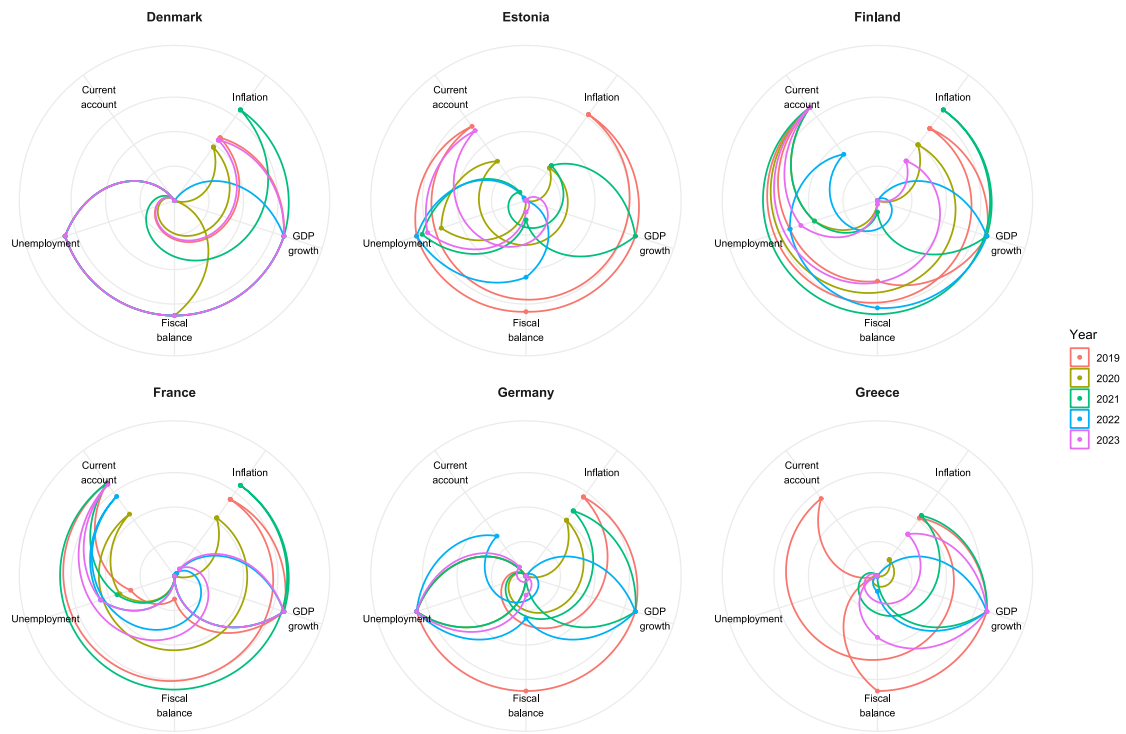 Denmark
Estonia
Finland
Current
account
Inflation
Unemployment
GDP
growth
Fiscal
balance
Current
account
Inflation
Unemployment
GDP
growth
Fiscal
balance
Current
account
Inflation
Unemployment
GDP
growth
Fiscal
balance
France
Germany
Greece
Current
account
Inflation
Unemployment
GDP
growth
Fiscal
balance
Current
account
Inflation
Unemployment
GDP
growth
Fiscal
balance
Current
account
Inflation
Unemployment
GDP
growth
Fiscal
balance
Year
2019
2020
2021
2022
2023